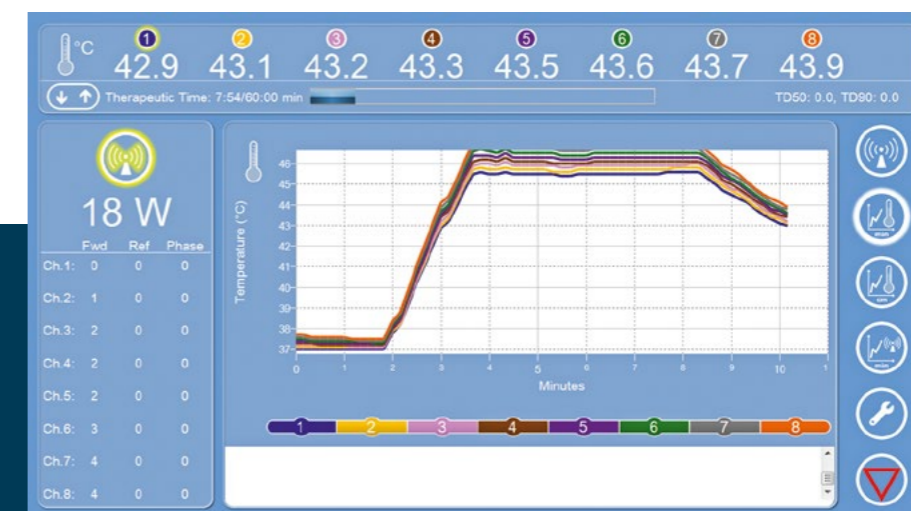 °C
1 2 3 4 5 6 7 8
42.9 43.1 43.2 43.3 43.5 43.6 43.7 43.9
Therapeutic Time: 7:54/60:00 min
TD50: 0.0, TD90: 0.0
18 W
Fwd Ref Phase
Ch.1: 0 0 0
Ch.2: 1 0 0
Ch.3: 2 0 0
Ch.4: 2 0 0
Ch.5: 2 0 0
Ch.6: 3 0 0
Ch.7: 4 0 0
Ch.8: 4 0 0
Temperature (°C)
46
45
44
43
42
41
40
39
38
37
0 1 2 3 4 5 6 7 8 9 10 1
Minutes
1 2 3 4 5 6 7 8